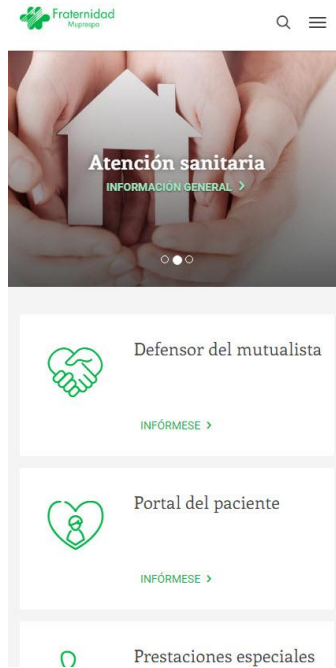 Fraternidad
Muprespa
Atención sanitaria
INFORMACIÓN GENERAL
Defensor del mutualista
INFÓRMESE
Portal del paciente
INFÓRMESE
Prestaciones especiales